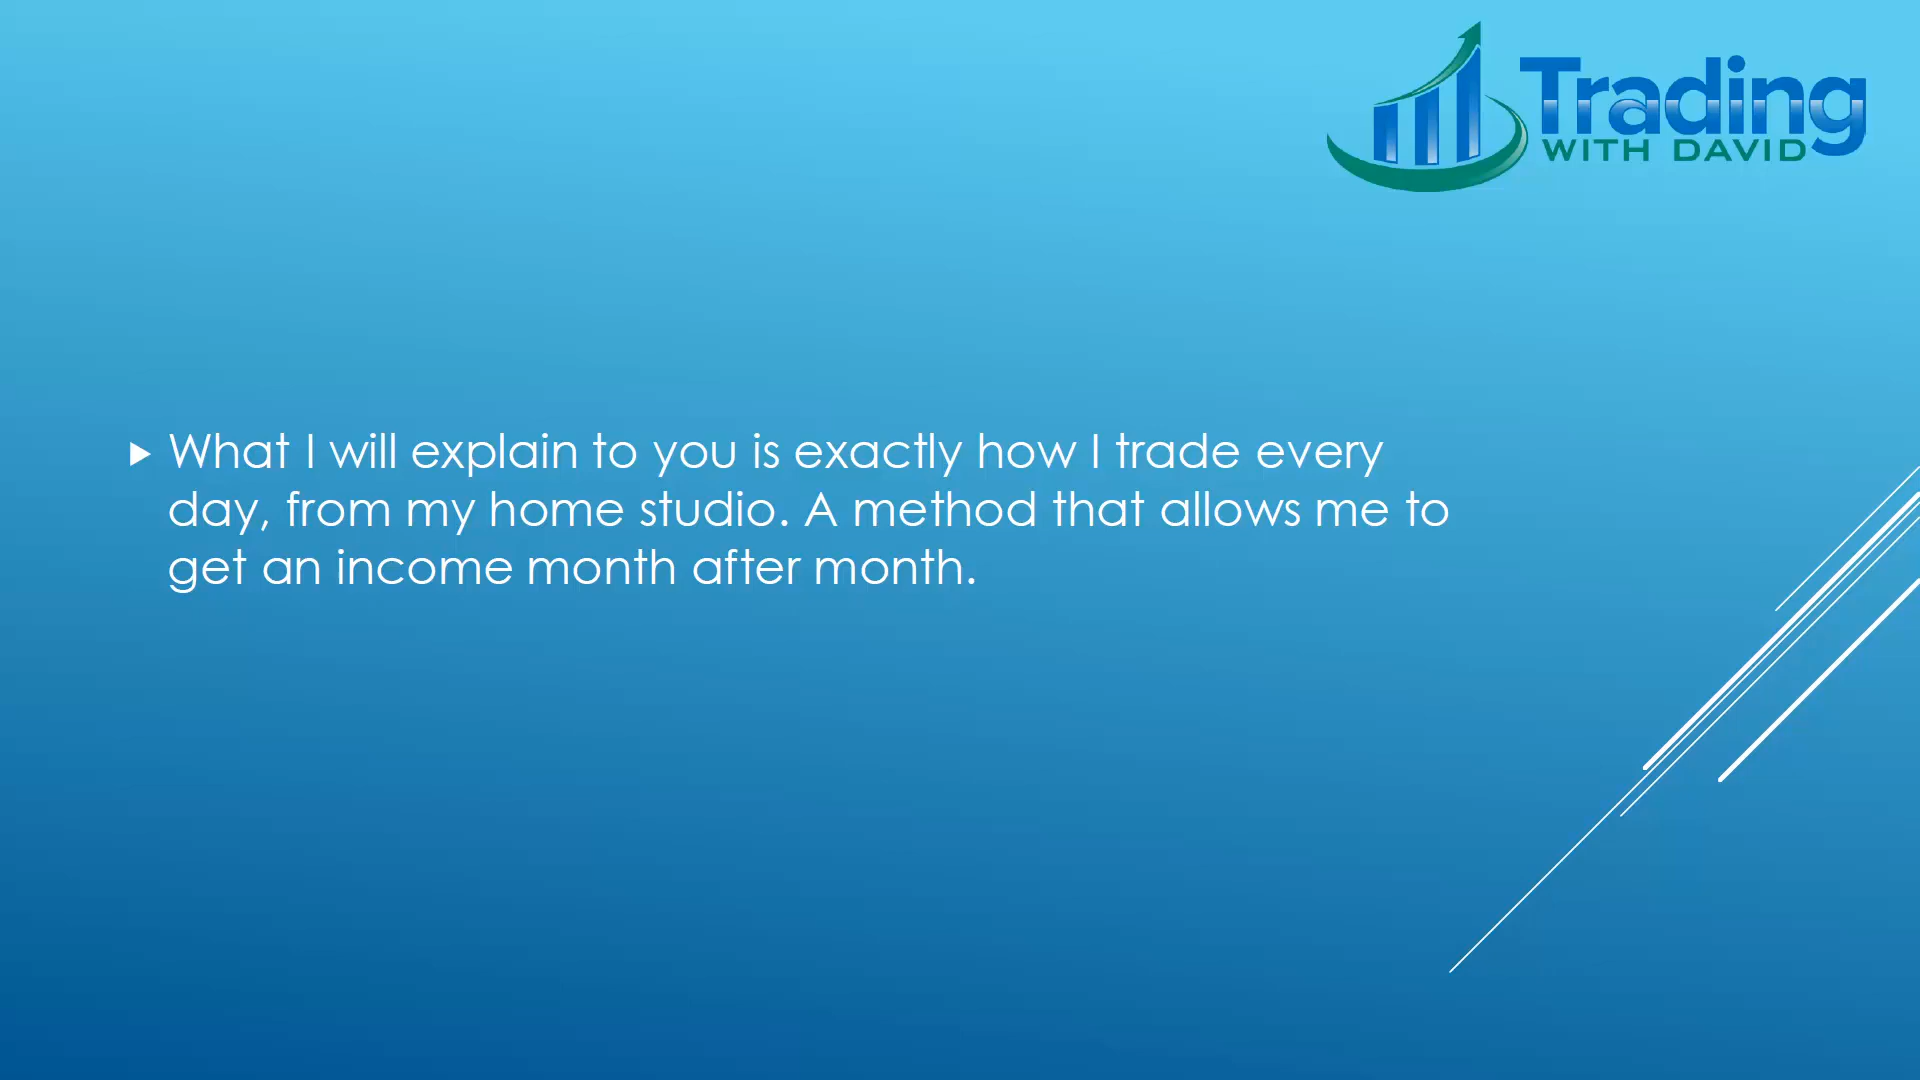 Trading
WITH DAVID
What I will explain to you is exactly how I trade every
day, from my home studio. A method that allows me to
get an income month after month.